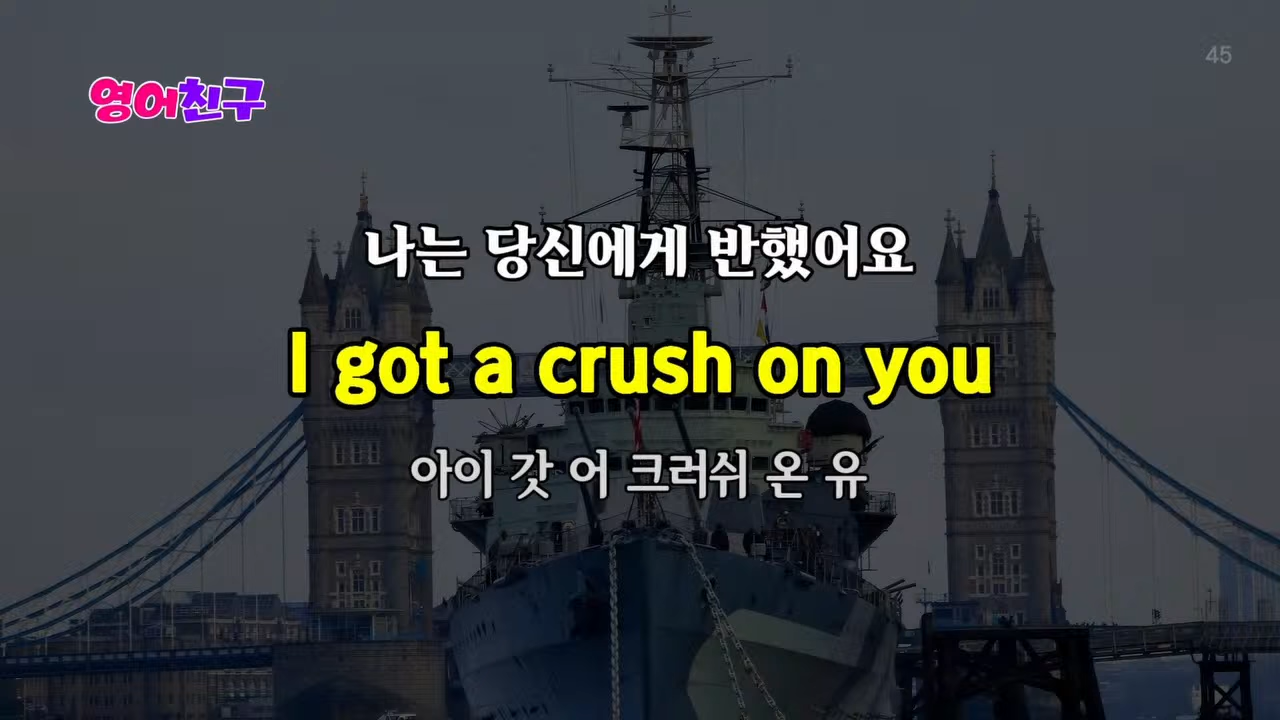 45
영어친구
나는 당신에게 반했어요
I got a crush on you
아이 갓 어 크러쉬 온 유